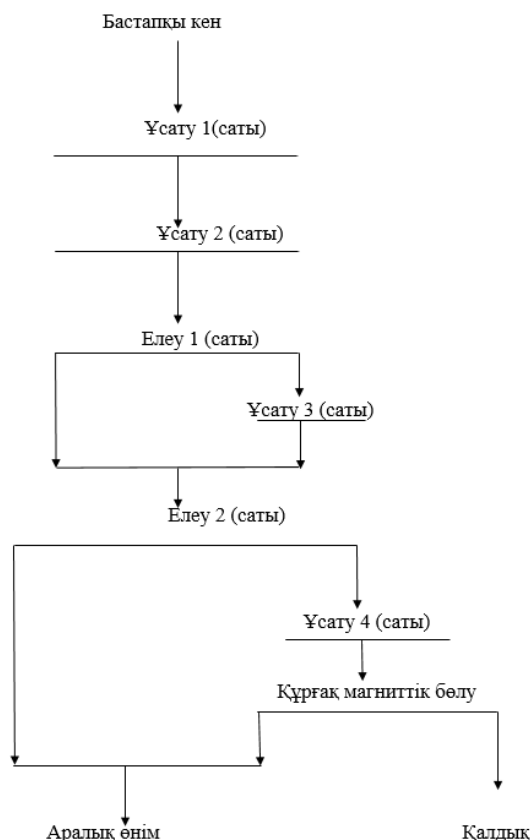 Бастапқы кен
Ұсату 1(саты)
Ұсату 2 (саты)
Елеу 1 (саты)
Ұсату 3 (саты)
Елеу 2 (саты)
Ұсату 4 (саты)
Құрғақ магниттік бөлу
Аралық өнім
Қалдық